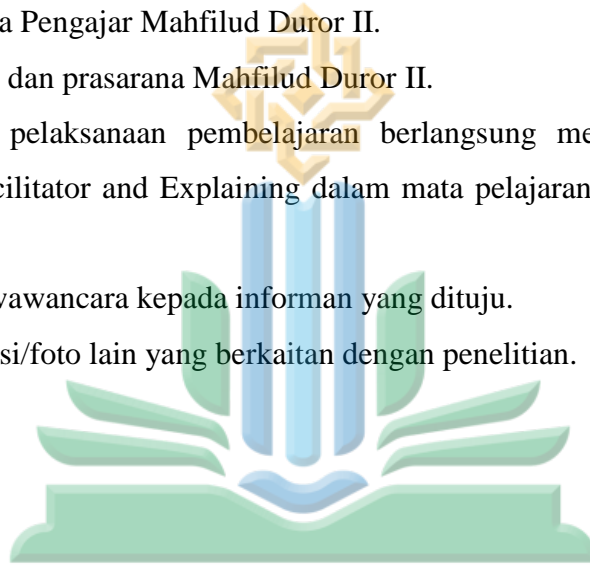 a Pengajar Mahfilud Duror II.
dan prasarana Mahfilud Duror II.
pelaksanaan pembelajaran berlangsung me
cilitator and Explaining dalam mata pelajaran
wawancara kepada informan yang dituju.
si/foto lain yang berkaitan dengan penelitian.